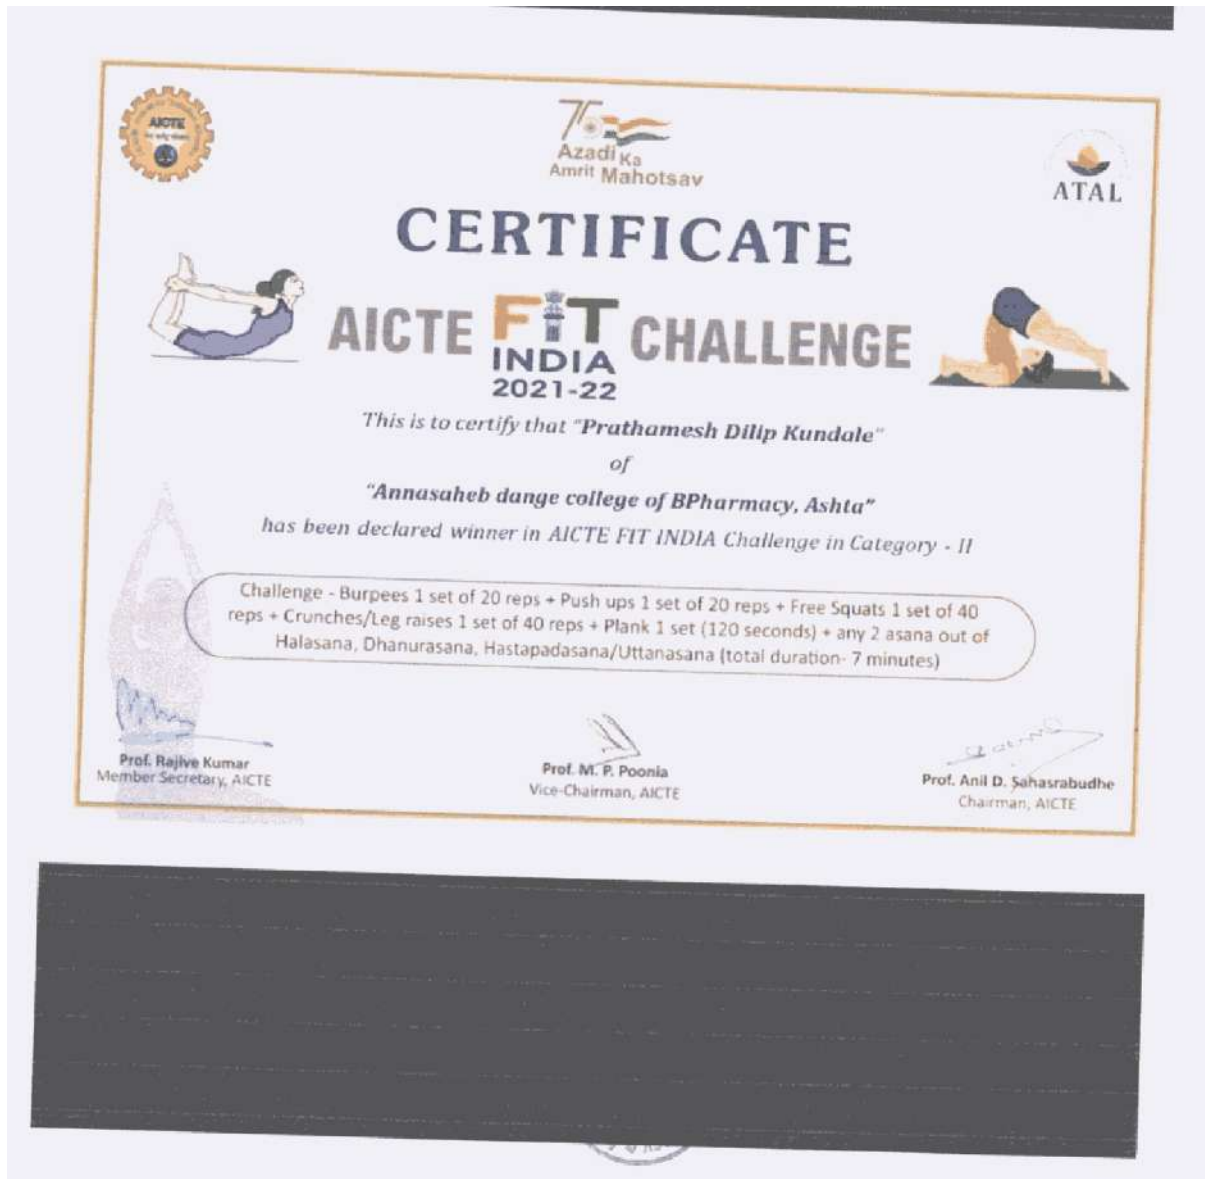 AICTE
75
Azadi Ka
Amrit Mahotsav
ATAL
CERTIFICATE
AICTE FIT CHALLENGE
INDIA
2021-22
This is to certify that "Prathamesh Dilip Kundale"
of
"Annasaheb dange college of BPharmacy, Ashta"
has been declared winner in AICTE FIT INDIA Challenge in Category - II
Challenge - Burpees 1 set of 20 reps + Push ups 1 set of 20 reps + Free Squats 1 set of 40
reps + Crunches/Leg raises 1 set of 40 reps + Plank 1 set (120 seconds) + any 2 asana out of
Halasana, Dhanurasana, Hastapadasana/Uttanasana (total duration- 7 minutes)
Prof. Rajive Kumar
Member Secretary, AICTE
Prof. M. P. Poonia
Vice-Chairman, AICTE
Prof. Anil D. Sahasrabudhe
Chairman, AICTE